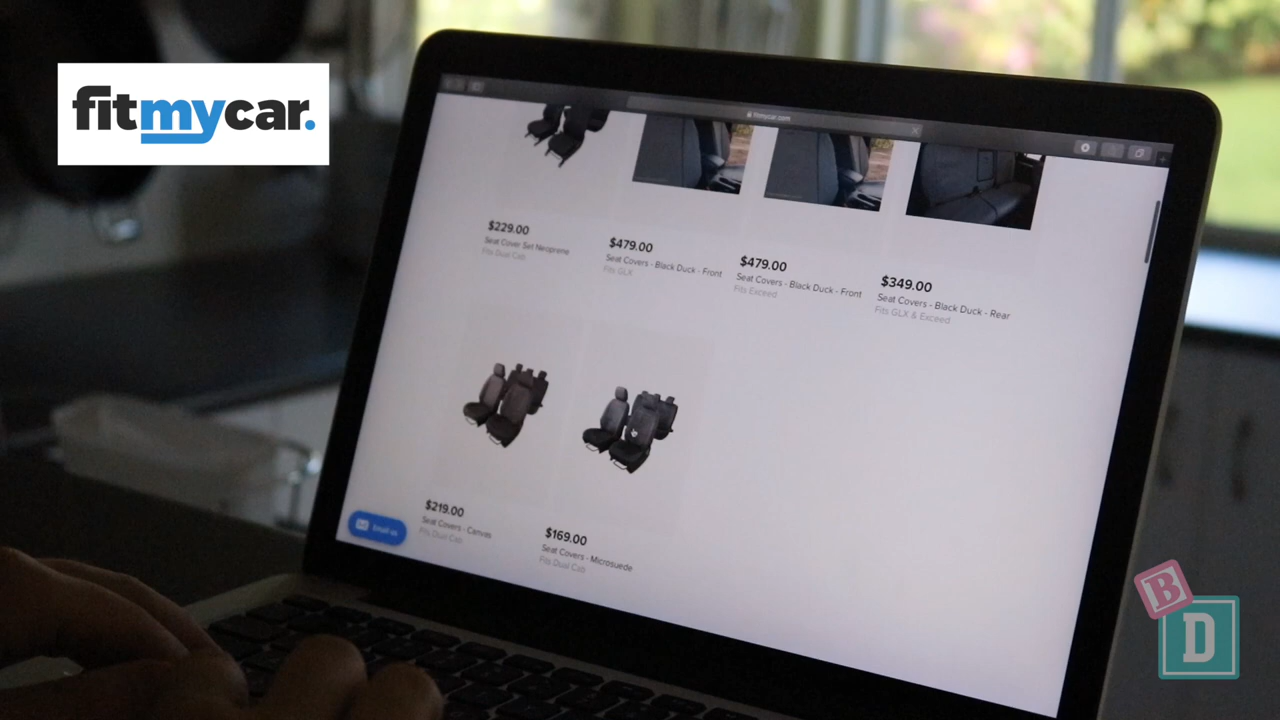 fitmycar.
fitmycar.com
$229.00
Seat Cover Set Neoprene
Fits Dual Cab
$479.00
Seat Covers - Black Duck - Front
Fits GLX
$479.00
Seat Covers - Black Duck - Front
Fits Exceed
$349.00
Seat Covers - Black Duck - Rear
Fits GLX & Exceed
$219.00
Seat Covers - Canvas
Fits Dual Cab
$169.00
Seat Covers - Microsuede
Fits Dual Cab
Email us
B
D